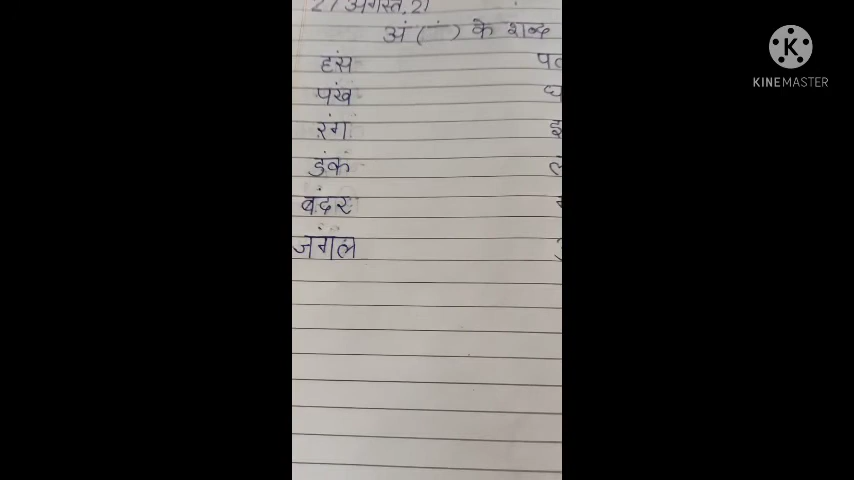 27 अगस्त, 21
अं ( ं ) के शब्द
हंस
पंख
रंग
डंक
बंदर
जंगल
KINEMASTER